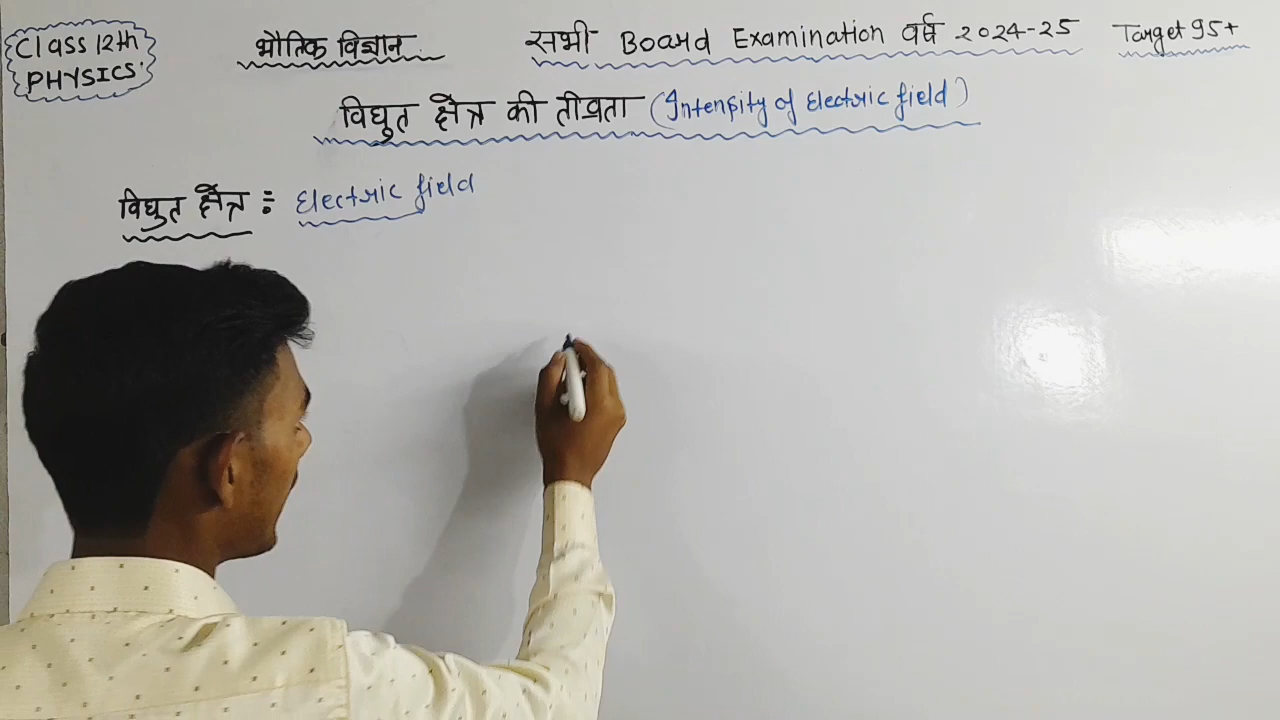 Class 12th
PHYSICS
भौतिक विज्ञान
सभी Board Examination वर्ष 2024-25
Target 95+
विधुत क्षेत्र की तीव्रता (Intensity of Electric field)
विधुत क्षेत्र : Electric field